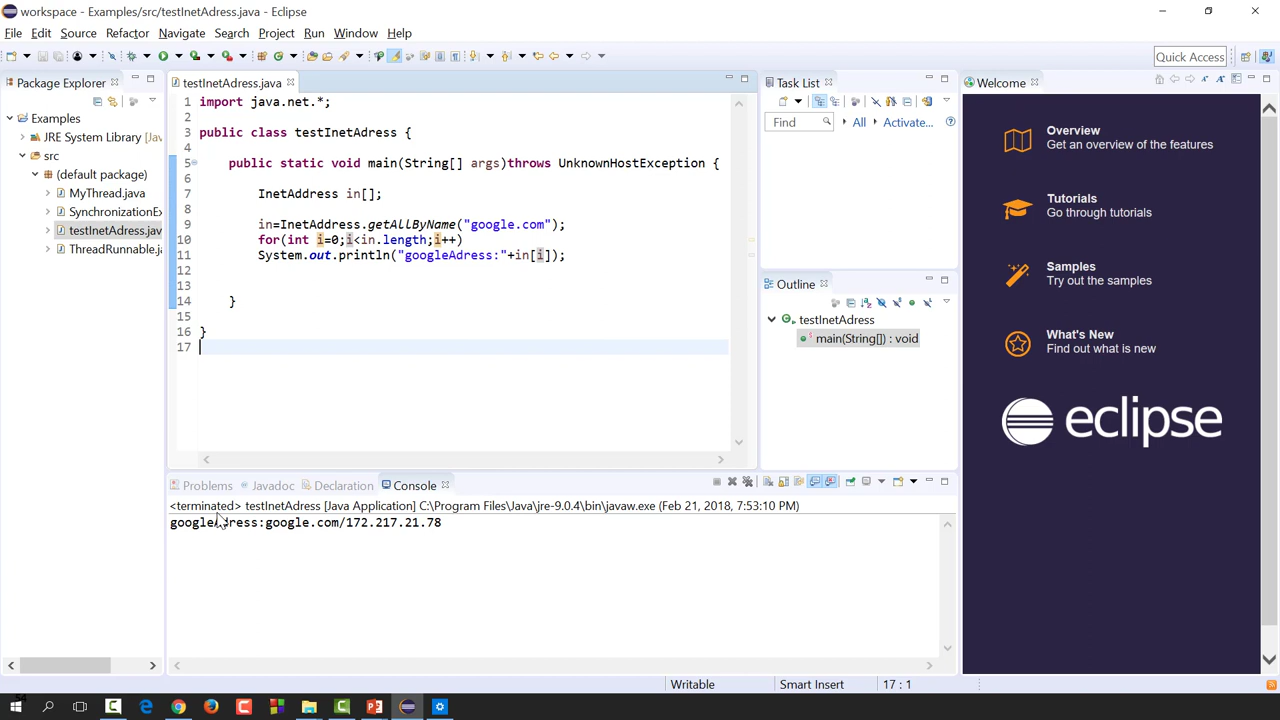 workspace - Examples/src/testInetAdress.java - Eclipse
File Edit Source Refactor Navigate Search Project Run Window Help
Quick Access
Package Explorer
Examples
JRE System Library [Jav
src
(default package)
MyThread.java
SynchronizationEx
testInetAdress.jav
ThreadRunnable.ja
testInetAdress.java
1 import java.net.*;
2
3 public class testInetAdress {
4
5 public static void main(String[] args)throws UnknownHostException {
6
7 InetAddress in[];
8
9 in=InetAddress.getAllByName("google.com");
10 for(int i=0;i<in.length;i++)
11 System.out.println("googleAdress:"+in[i]);
12
13
14 }
15
16 }
17
Task List
Find All Activate...
Outline
testInetAdress
main(String[]) : void
Welcome
Overview
Get an overview of the features
Tutorials
Go through tutorials
Samples
Try out the samples
What's New
Find out what is new
eclipse
Problems Javadoc Declaration Console
<terminated> testInetAdress [Java Application] C:\Program Files\Java\jre-9.0.4\bin\javaw.exe (Feb 21, 2018, 7:53:10 PM)
googleAdress:google.com/172.217.21.78
Writable Smart Insert 17 : 1
54